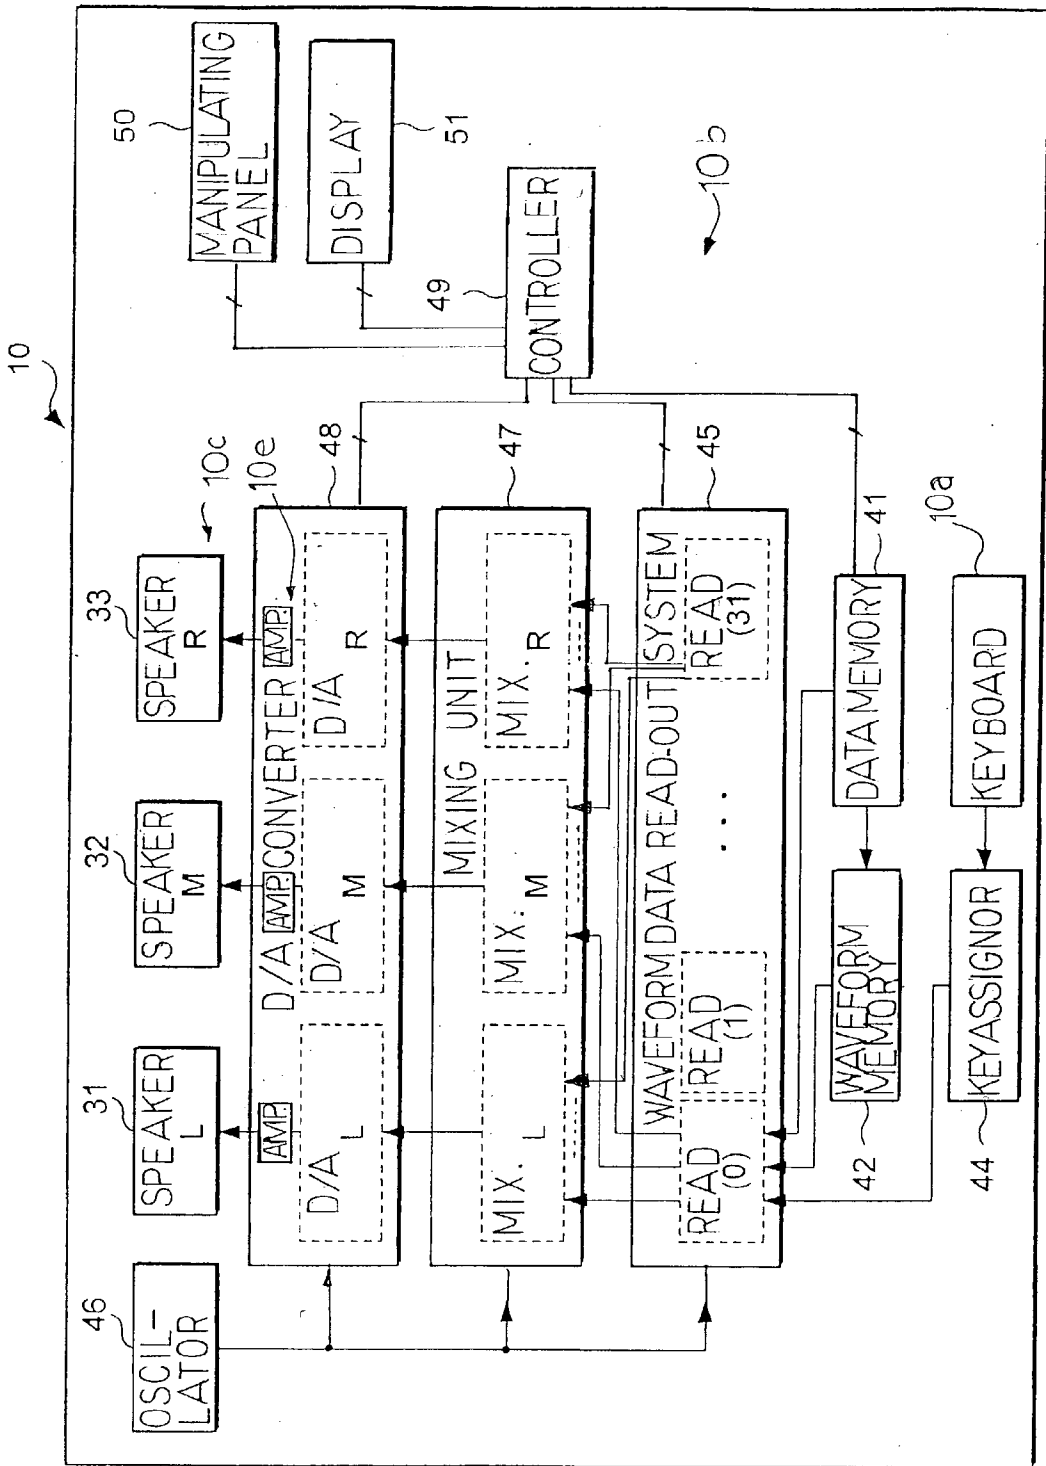 10
OSCIL-
LATOR
46
SPEAKER
L
31
SPEAKER
M
32
SPEAKER
R
33
10c
MANIPULATING
PANEL
50
DISPLAY
51
D/A CONVERTER
AMP.
AMP.
AMP.
D/A L
D/A M
D/A R
10e
48
MIXING UNIT
MIX. L
MIX. M
MIX. R
47
CONTROLLER
49
10b
WAVEFORM DATA READ-OUT SYSTEM
READ
(0)
READ
(1)
...
READ
(31)
45
WAVEFORM
MEMORY
42
DATA MEMORY
41
KEYASSIGNOR
44
KEYBOARD
10a